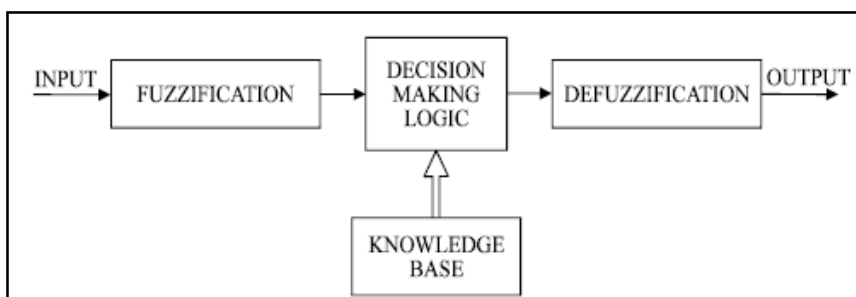 INPUT
FUZZIFICATION
DECISION
MAKING
LOGIC
DEFUZZIFICATION
OUTPUT
KNOWLEDGE
BASE